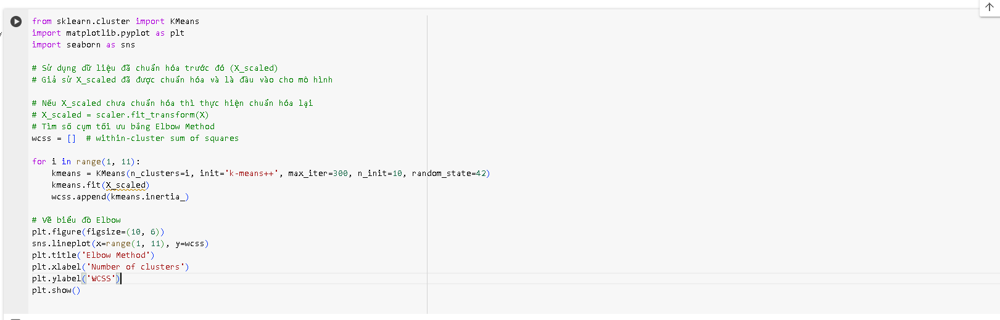 from sklearn.cluster import KMeans
import matplotlib.pyplot as plt
import seaborn as sns
# Sử dụng dữ liệu đã chuẩn hóa trước đó (X_scaled)
# Giả sử X_scaled đã được chuẩn hóa và là đầu vào cho mô hình
# Nếu X_scaled chưa chuẩn hóa thì thực hiện chuẩn hóa lại
# X_scaled = scaler.fit_transform(X)
# Tìm số cụm tối ưu bằng Elbow Method
wcss = []  # within-cluster sum of squares
for i in range(1, 11):
    kmeans = KMeans(n_clusters=i, init='k-means++', max_iter=300, n_init=10, random_state=42)
    kmeans.fit(X_scaled)
    wcss.append(kmeans.inertia_)
# Vẽ biểu đồ Elbow
plt.figure(figsize=(10, 6))
sns.lineplot(x=range(1, 11), y=wcss)
plt.title('Elbow Method')
plt.xlabel('Number of clusters')
plt.ylabel('WCSS')
plt.show()